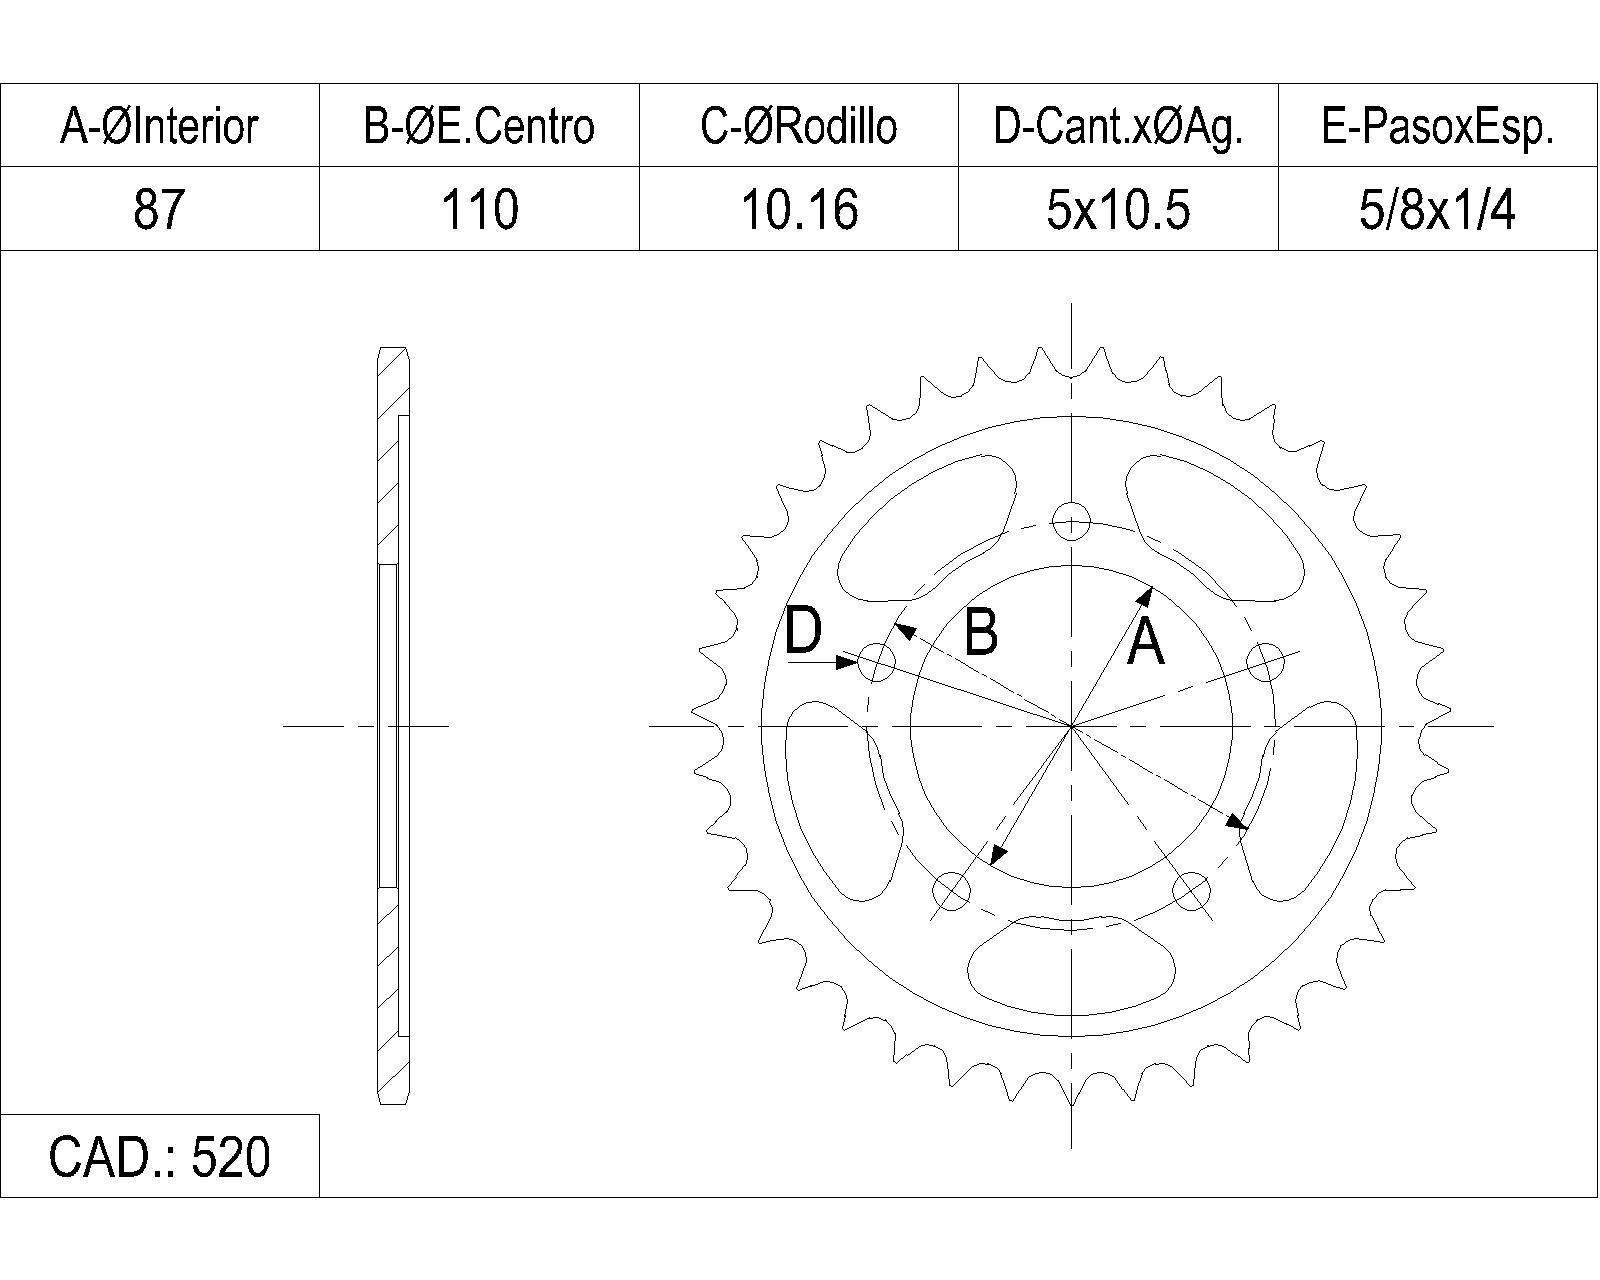 A-ØInterior B-ØE.Centro C-ØRodillo D-Cant.xØAg. E-PasoxEsp.
87 110 10.16 5x10.5 5/8x1/4
D B A
CAD.: 520